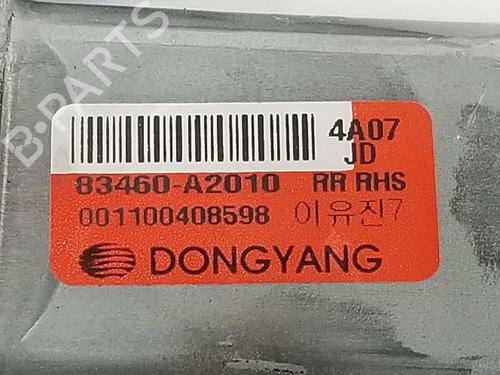 B-PARTS
4A07
JD
83460-A2010 RR RHS
001100408598 이유진7
DONGYANG